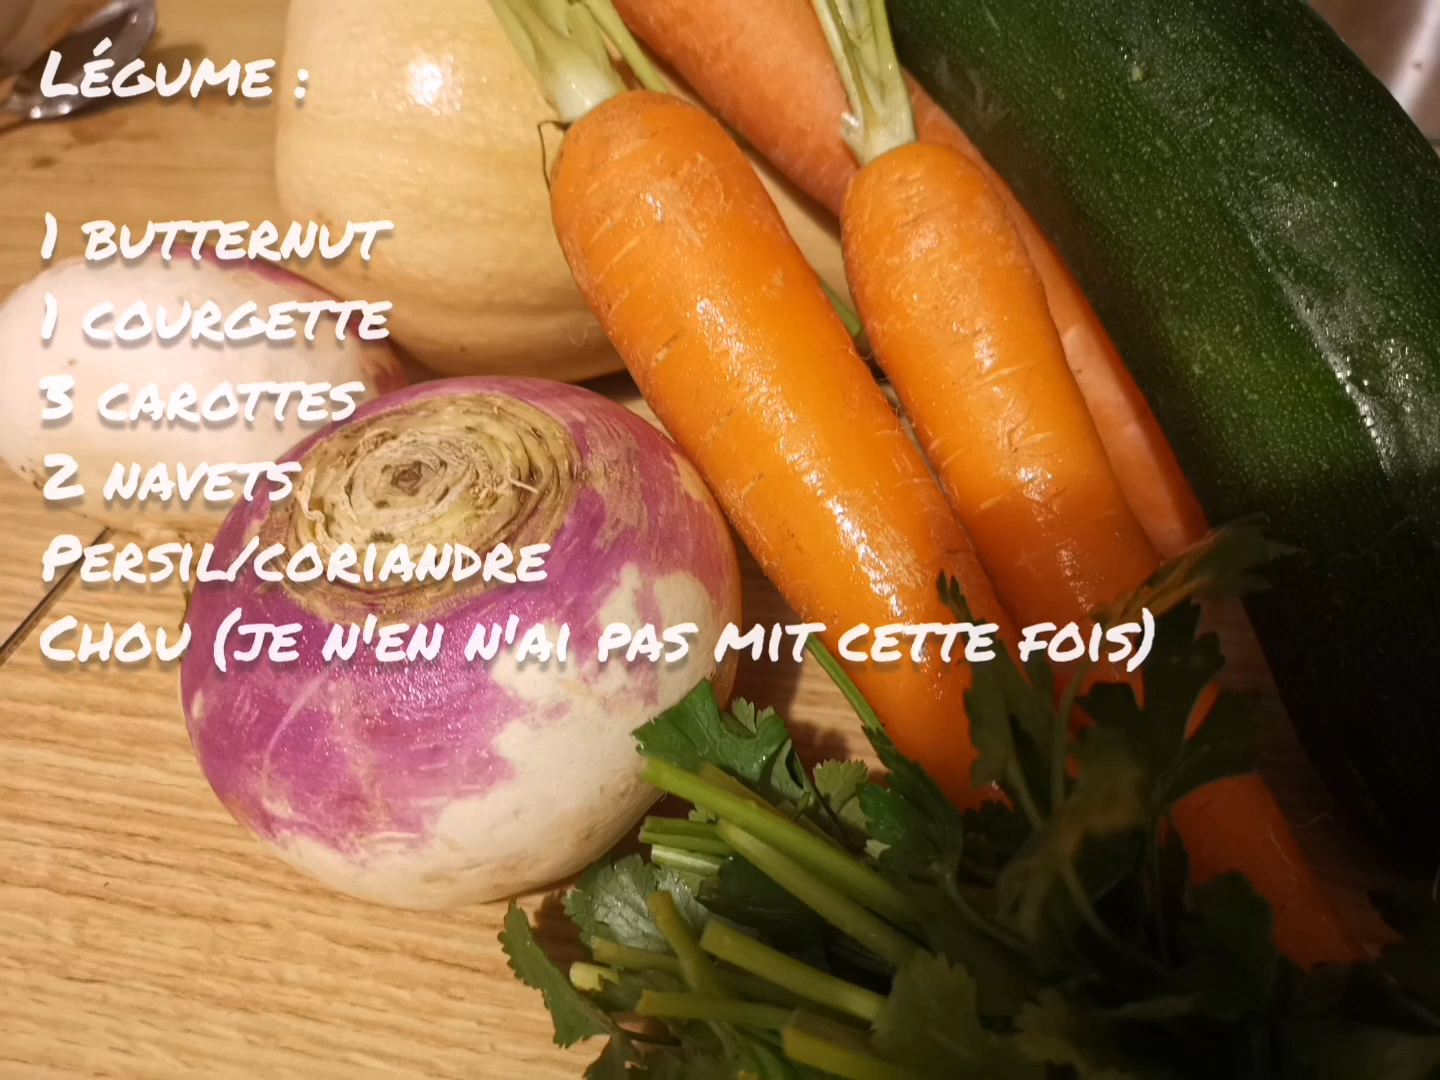 Légume :
1 butternut
1 courgette
3 carottes
2 navets
Persil/coriandre
Chou (je n'en n'ai pas mit cette fois)